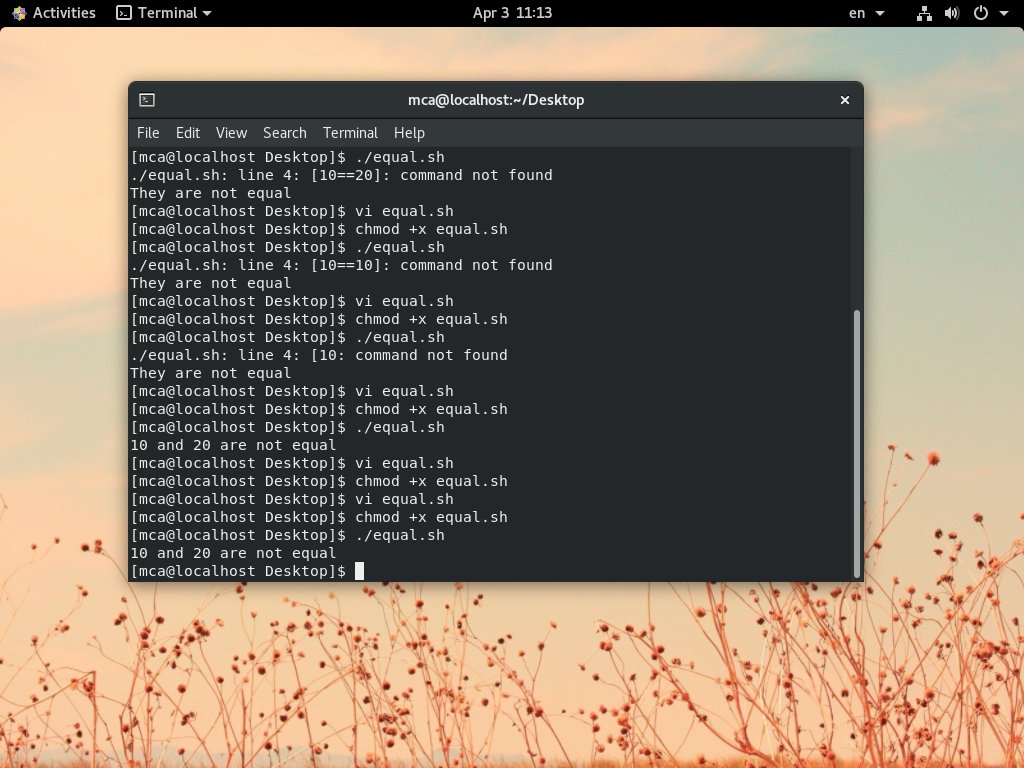 Activities Terminal Apr 3 11:13 en
mca@localhost:~/Desktop
File Edit View Search Terminal Help
[mca@localhost Desktop]$ ./equal.sh
./equal.sh: line 4: [10==20]: command not found
They are not equal
[mca@localhost Desktop]$ vi equal.sh
[mca@localhost Desktop]$ chmod +x equal.sh
[mca@localhost Desktop]$ ./equal.sh
./equal.sh: line 4: [10==10]: command not found
They are not equal
[mca@localhost Desktop]$ vi equal.sh
[mca@localhost Desktop]$ chmod +x equal.sh
[mca@localhost Desktop]$ ./equal.sh
./equal.sh: line 4: [10: command not found
They are not equal
[mca@localhost Desktop]$ vi equal.sh
[mca@localhost Desktop]$ chmod +x equal.sh
[mca@localhost Desktop]$ ./equal.sh
10 and 20 are not equal
[mca@localhost Desktop]$ vi equal.sh
[mca@localhost Desktop]$ chmod +x equal.sh
[mca@localhost Desktop]$ vi equal.sh
[mca@localhost Desktop]$ chmod +x equal.sh
[mca@localhost Desktop]$ ./equal.sh
10 and 20 are not equal
[mca@localhost Desktop]$